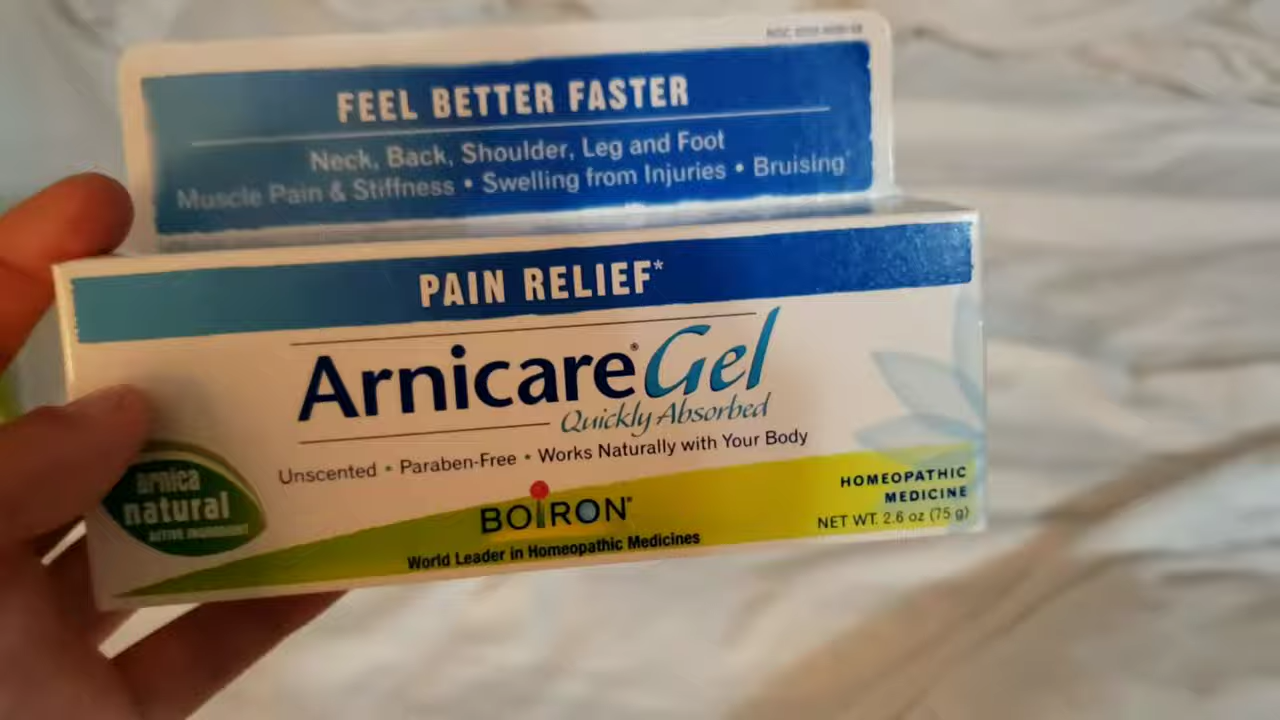 FEEL BETTER FASTER
Neck, Back, Shoulder, Leg and Foot
Muscle Pain & Stiffness • Swelling from Injuries • Bruising
PAIN RELIEF*
Arnicare® Gel
Quickly Absorbed
Unscented • Paraben-Free • Works Naturally with Your Body
arnica
natural
ACTIVE INGREDIENT
BOIRON®
World Leader in Homeopathic Medicines
HOMEOPATHIC
MEDICINE
NET WT. 2.6 oz (75 g)